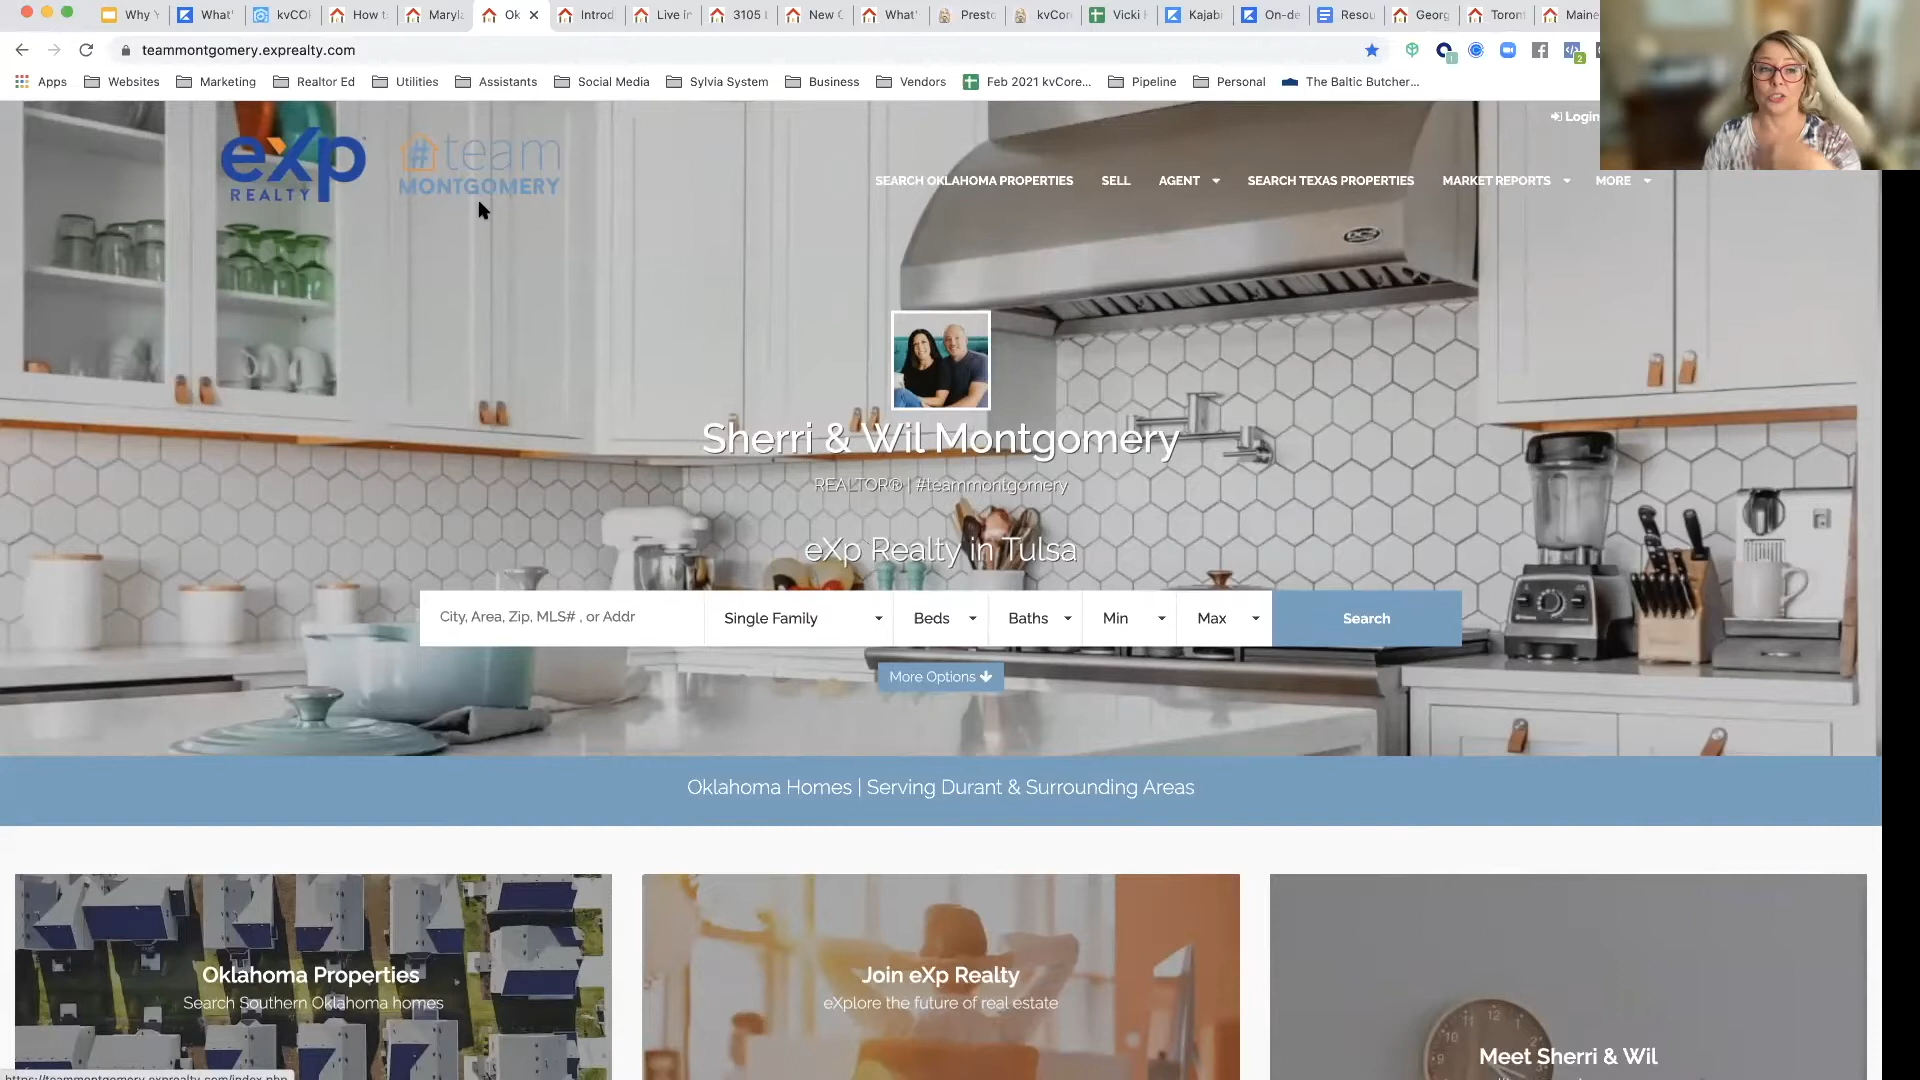 Why
What'
kvCO
How t
Maryl
Ok
Introd
Live in
3105
New
What'
Presto
kvCor
Vicki
Kajab
On-de
Resou
Georg
Toron
Maine
teammontgomery.exprealty.com
1
2
Apps
Websites
Marketing
Realtor Ed
Utilities
Assistants
Social Media
Sylvia System
Business
Vendors
Feb 2021 kvCore...
Pipeline
Personal
The Baltic Butcher...
Login
eXp
REALTY
#team
MONTGOMERY
SEARCH OKLAHOMA PROPERTIES
SELL
AGENT
SEARCH TEXAS PROPERTIES
MARKET REPORTS
MORE
Sherri & Wil Montgomery
REALTOR® | #teammontgomery
eXp Realty in Tulsa
City, Area, Zip, MLS# , or Addr
Single Family
Beds
Baths
Min
Max
Search
More Options
Oklahoma Homes | Serving Durant & Surrounding Areas
Oklahoma Properties
Search Southern Oklahoma homes
Join eXp Realty
eXplore the future of real estate
Meet Sherri & Wil
https://teammontgomery.exprealty.com/index.php